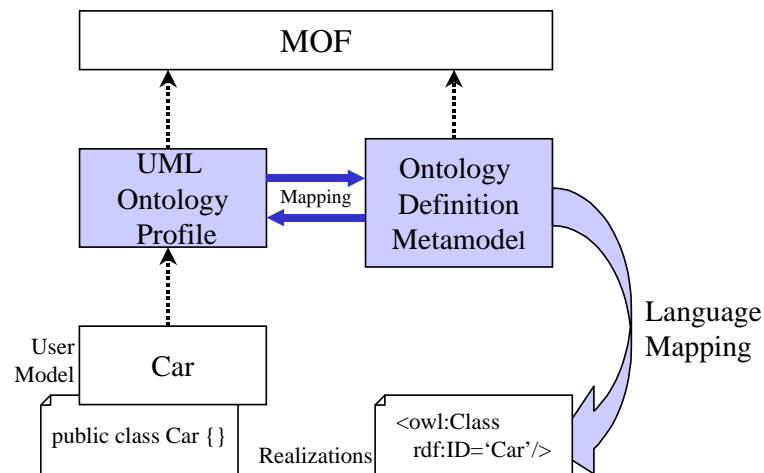 MOF
UML
Ontology
Profile
Mapping
Ontology
Definition
Metamodel
Language
Mapping
User
Model
Car
public class Car {}
Realizations
<owl:Class
rdf:ID=‘Car’/>